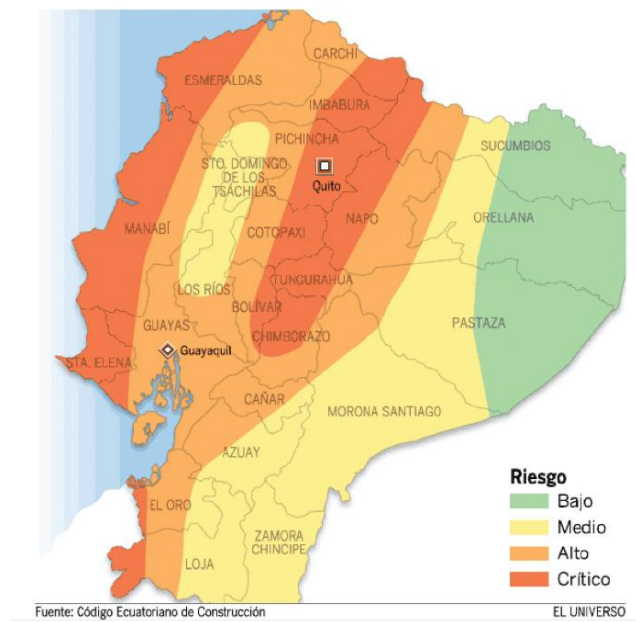 CARCHI
ESMERALDAS
IMBABURA
PICHINCHA
SUCUMBIOS
STO. DOMINGO
DE LOS
TSÁCHILAS
Quito
NAPO
ORELLANA
MANABÍ
COTOPAXI
TUNGURAHUA
LOS RÍOS
BOLÍVAR
GUAYAS
PASTAZA
CHIMBORAZO
Guayaquil
STA. ELENA
CAÑAR
MORONA SANTIAGO
AZUAY
EL ORO
ZAMORA
CHINCIPE
LOJA
Riesgo
Bajo
Medio
Alto
Crítico
Fuente: Código Ecuatoriano de Construcción
EL UNIVERSO